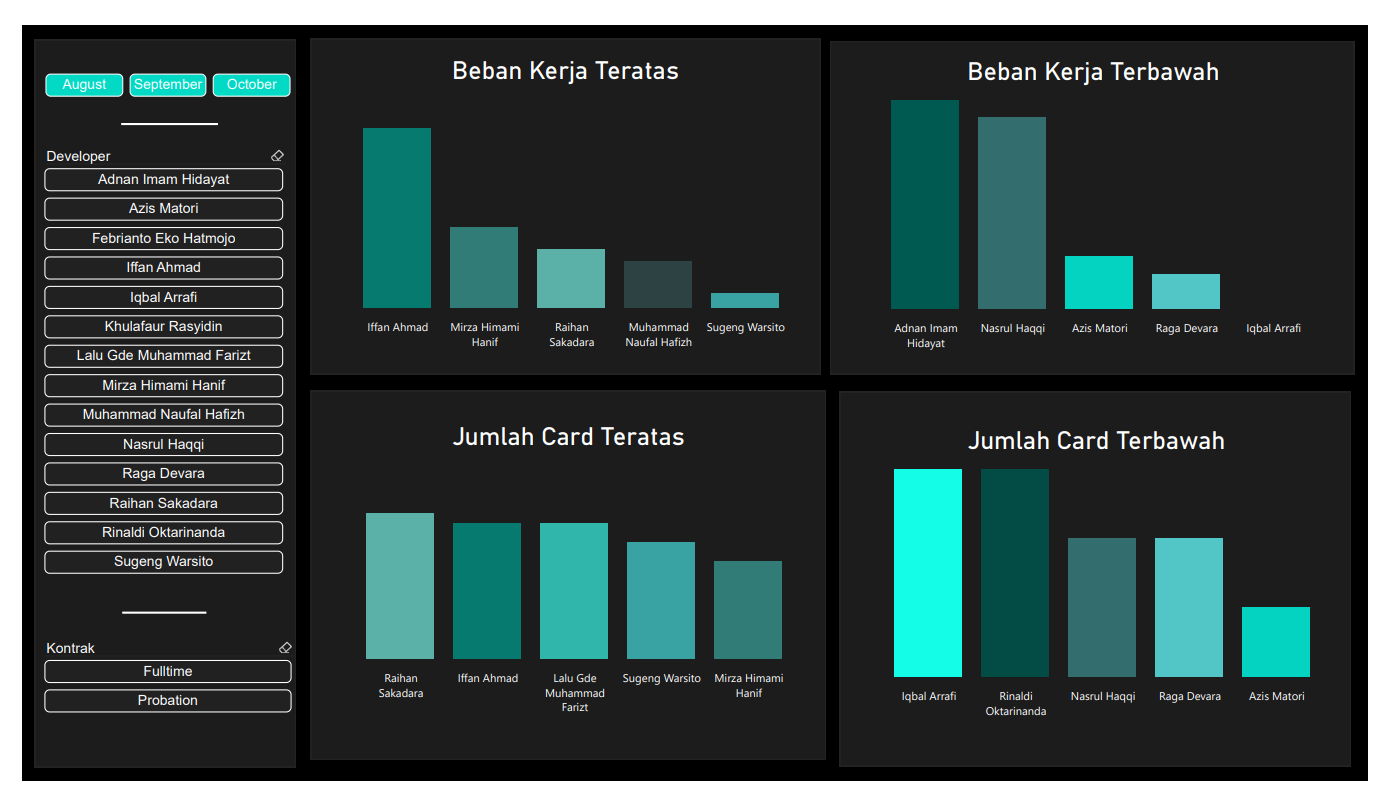 August September October
Developer
Adnan Imam Hidayat
Azis Matori
Febrianto Eko Hatmojo
Iffan Ahmad
Iqbal Arrafi
Khulafaur Rasyidin
Lalu Gde Muhammad Farizt
Mirza Himami Hanif
Muhammad Naufal Hafizh
Nasrul Haqqi
Raga Devara
Raihan Sakadara
Rinaldi Oktarinanda
Sugeng Warsito
Kontrak
Fulltime
Probation
Beban Kerja Teratas
Iffan Ahmad
Mirza Himami
Hanif
Raihan
Sakadara
Muhammad
Naufal Hafizh
Sugeng Warsito
Beban Kerja Terbawah
Adnan Imam
Hidayat
Nasrul Haqqi
Azis Matori
Raga Devara
Iqbal Arrafi
Jumlah Card Teratas
Raihan
Sakadara
Iffan Ahmad
Lalu Gde
Muhammad
Farizt
Sugeng Warsito
Mirza Himami
Hanif
Jumlah Card Terbawah
Iqbal Arrafi
Rinaldi
Oktarinanda
Nasrul Haqqi
Raga Devara
Azis Matori